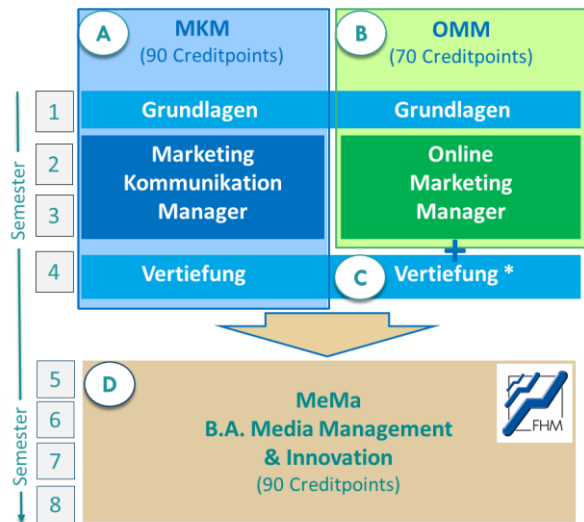 A
MKM
(90 Creditpoints)
B
OMM
(70 Creditpoints)
Semester
1
Grundlagen
Grundlagen
2
3
Marketing
Kommunikation
Manager
Online
Marketing
Manager
+
4
Vertiefung
C
Vertiefung *
Semester
5
6
7
8
D
MeMa
B.A. Media Management
& Innovation
(90 Creditpoints)
FHM